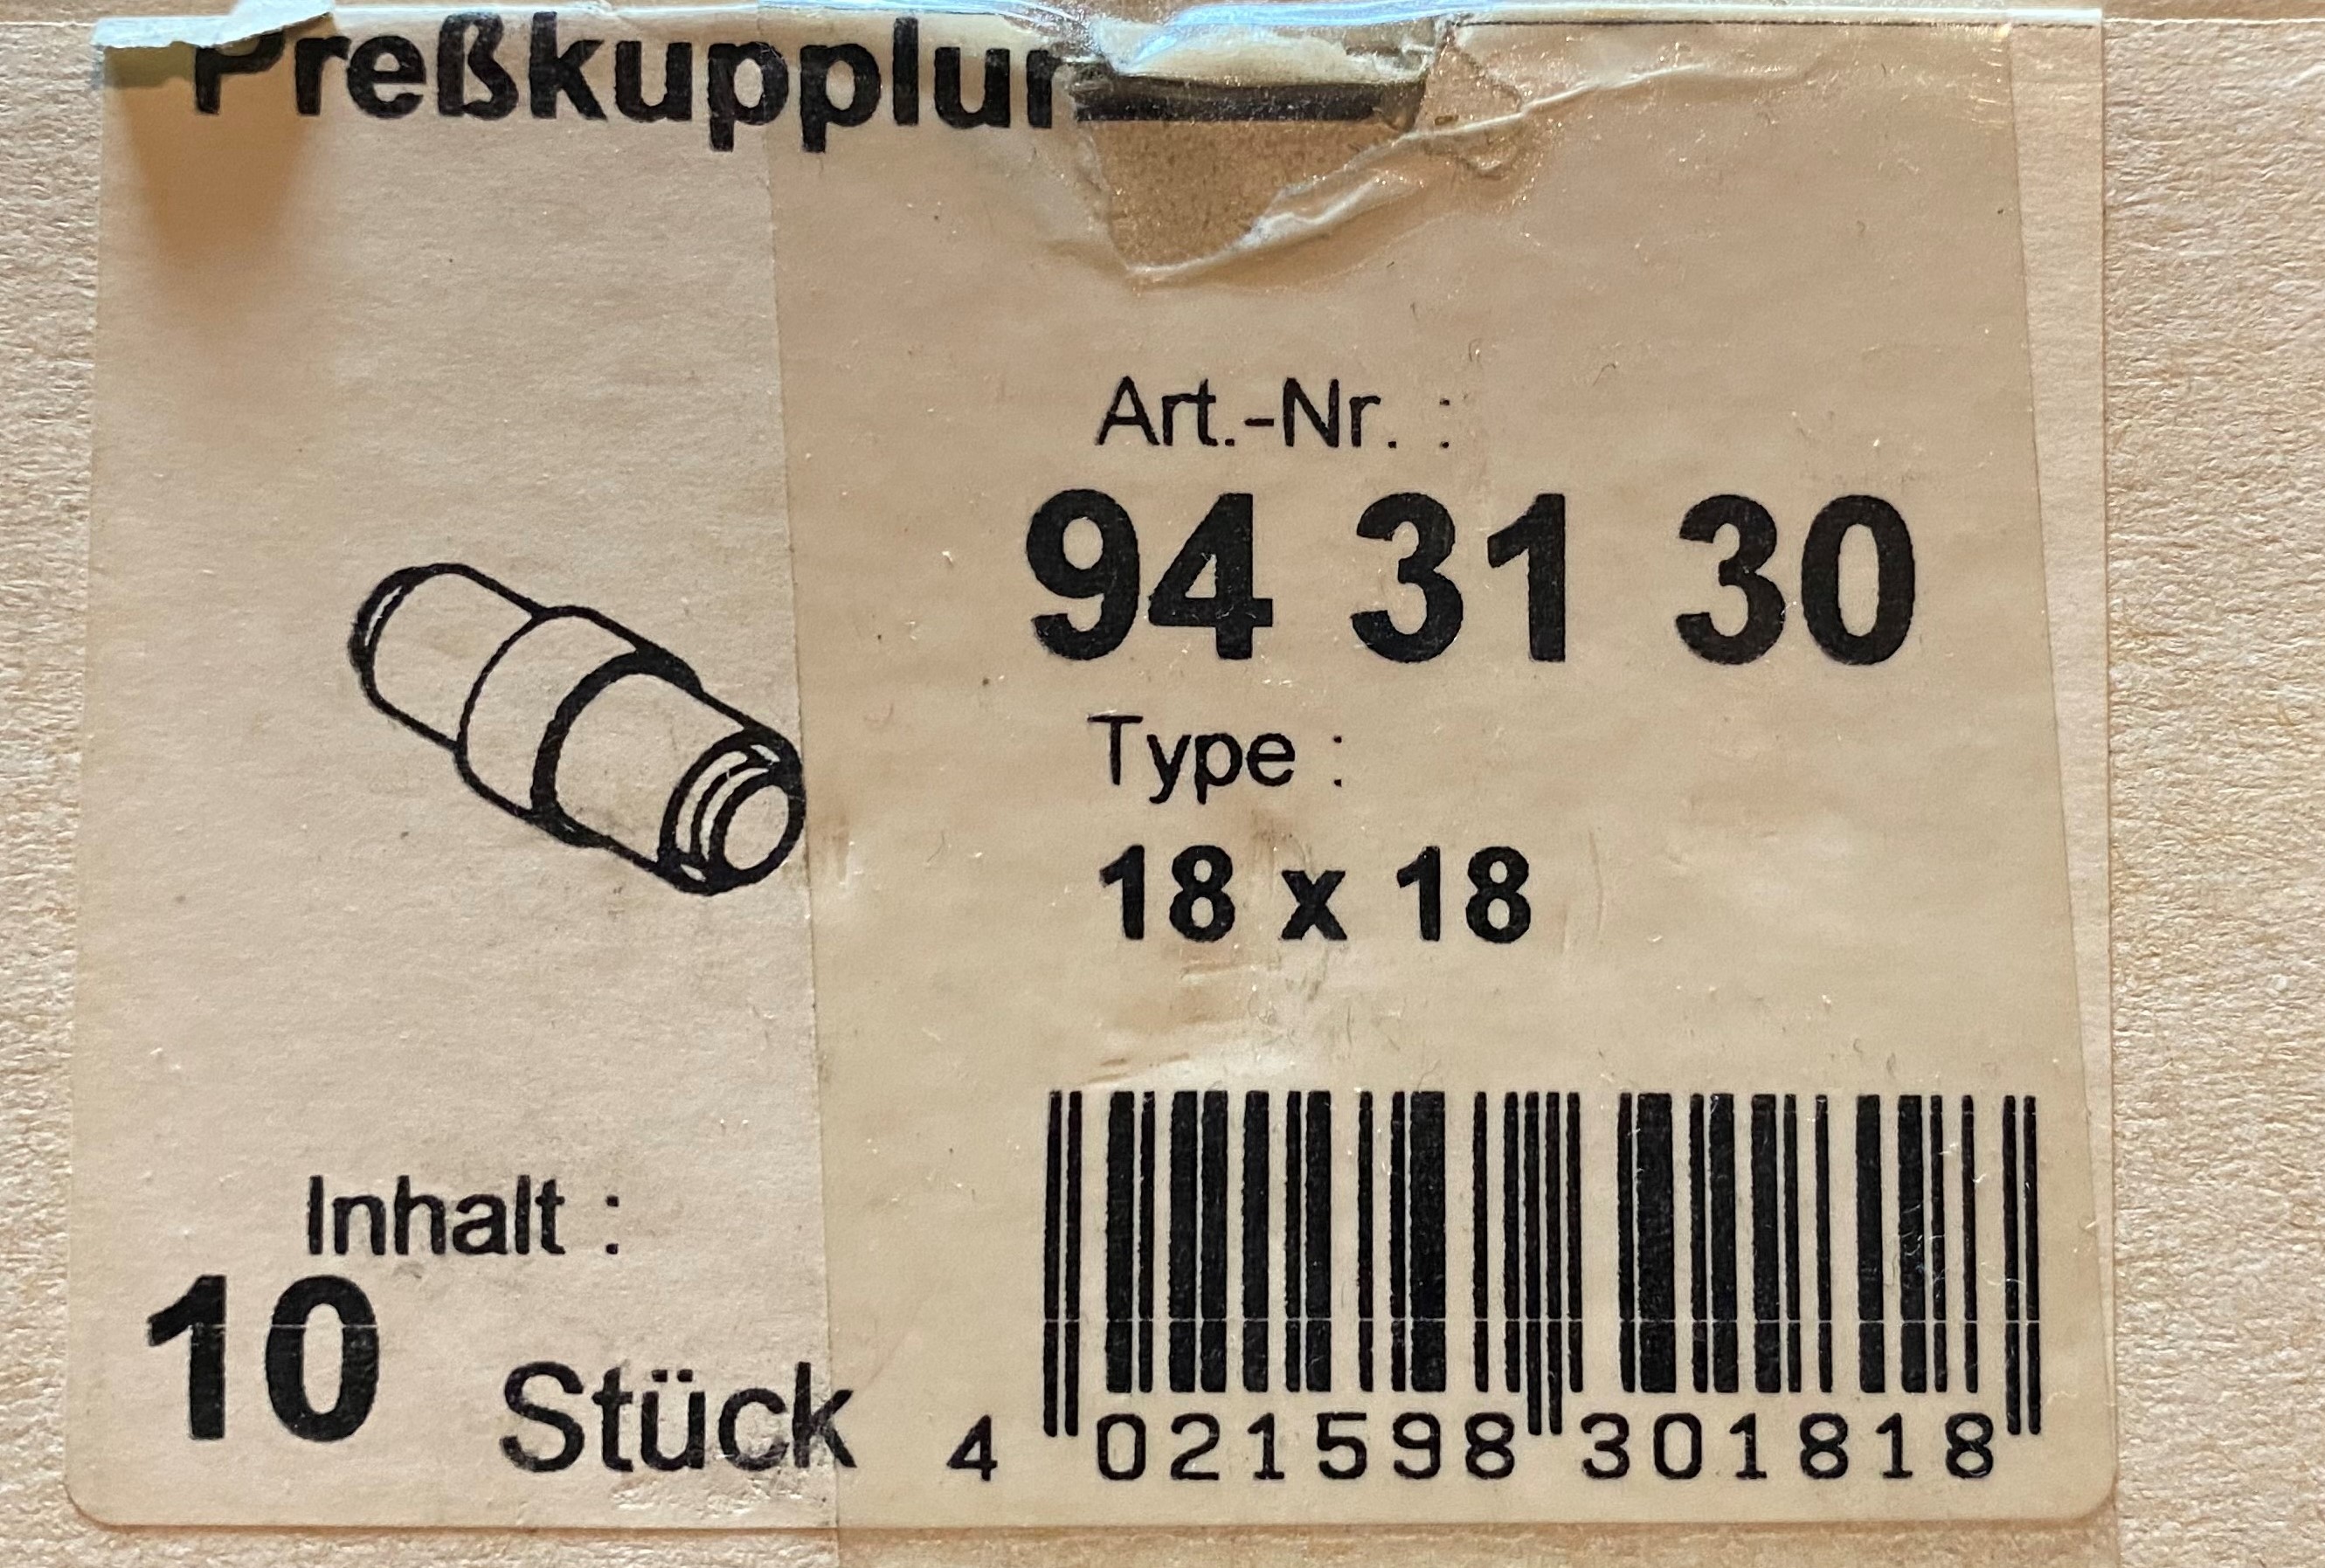 Preßkupplun
Art.-Nr. :
94 31 30
Type :
18 x 18
Inhalt :
10 Stück
4 021598 301818